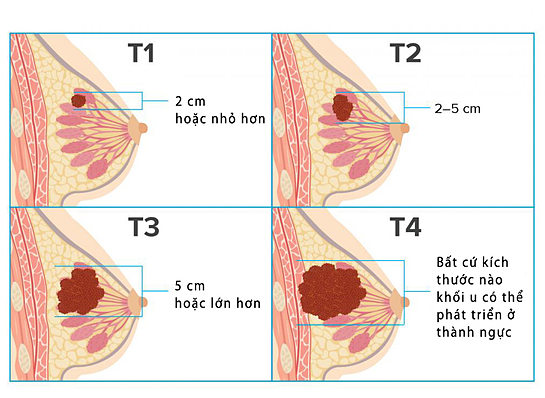 T1
2 cm
hoặc nhỏ hơn
T2
2–5 cm
T3
5 cm
hoặc lớn hơn
T4
Bất cứ kích
thước nào
khối u có thể
phát triển ở
thành ngực